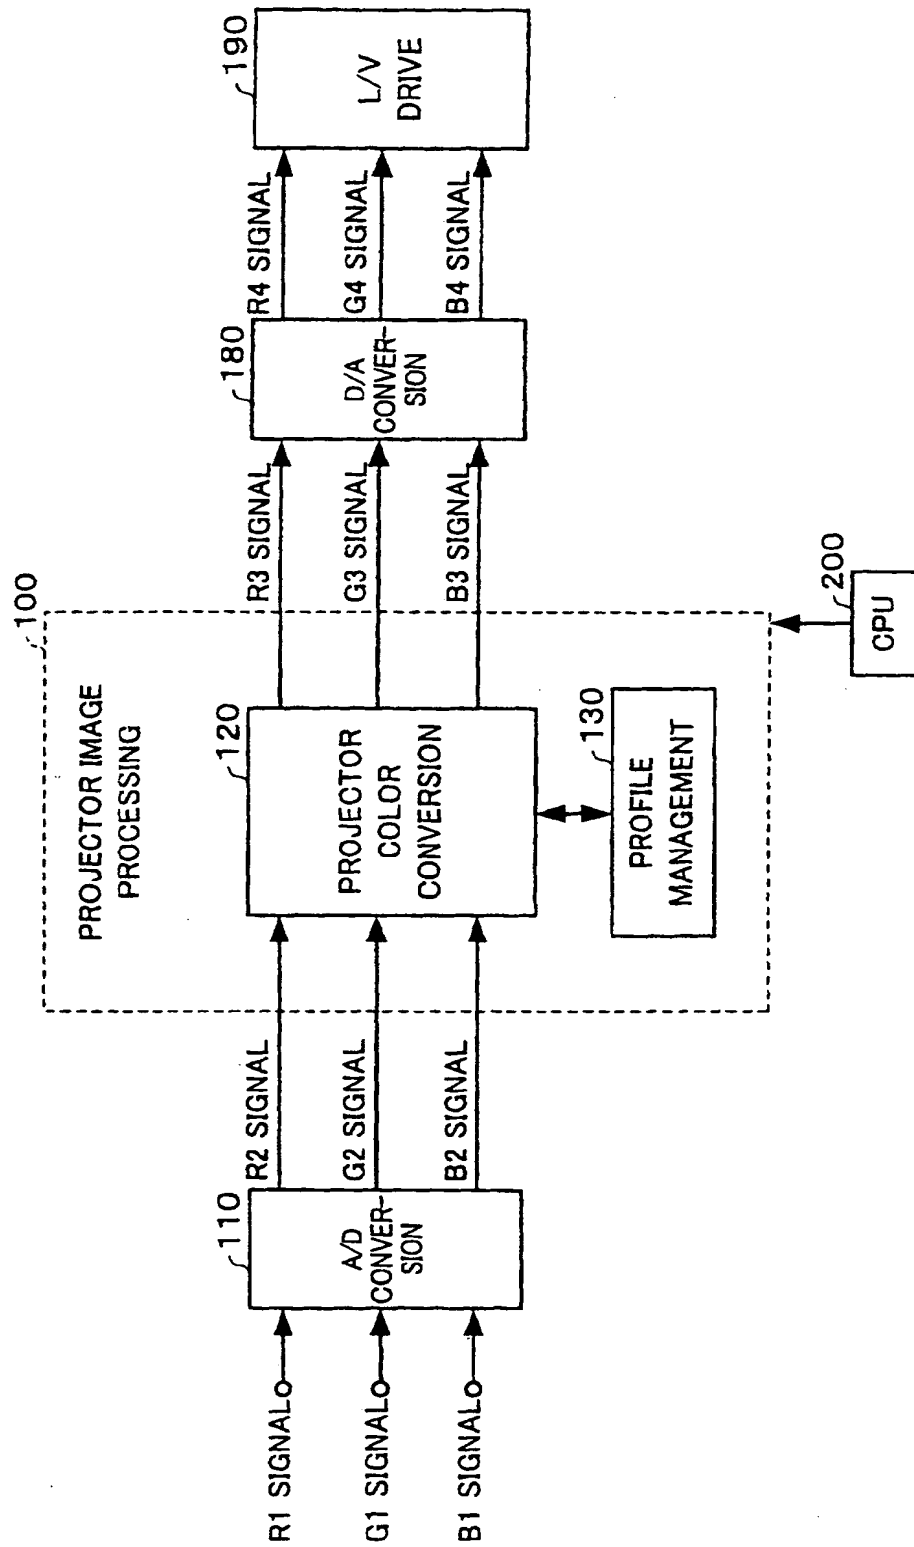 100
PROJECTOR IMAGE
PROCESSING
R1 SIGNAL
G1 SIGNAL
B1 SIGNAL
110
A/D
CONVER-
SION
R2 SIGNAL
G2 SIGNAL
B2 SIGNAL
120
PROJECTOR
COLOR
CONVERSION
130
PROFILE
MANAGEMENT
R3 SIGNAL
G3 SIGNAL
B3 SIGNAL
180
D/A
CONVER-
SION
R4 SIGNAL
G4 SIGNAL
B4 SIGNAL
190
L/V
DRIVE
200
CPU